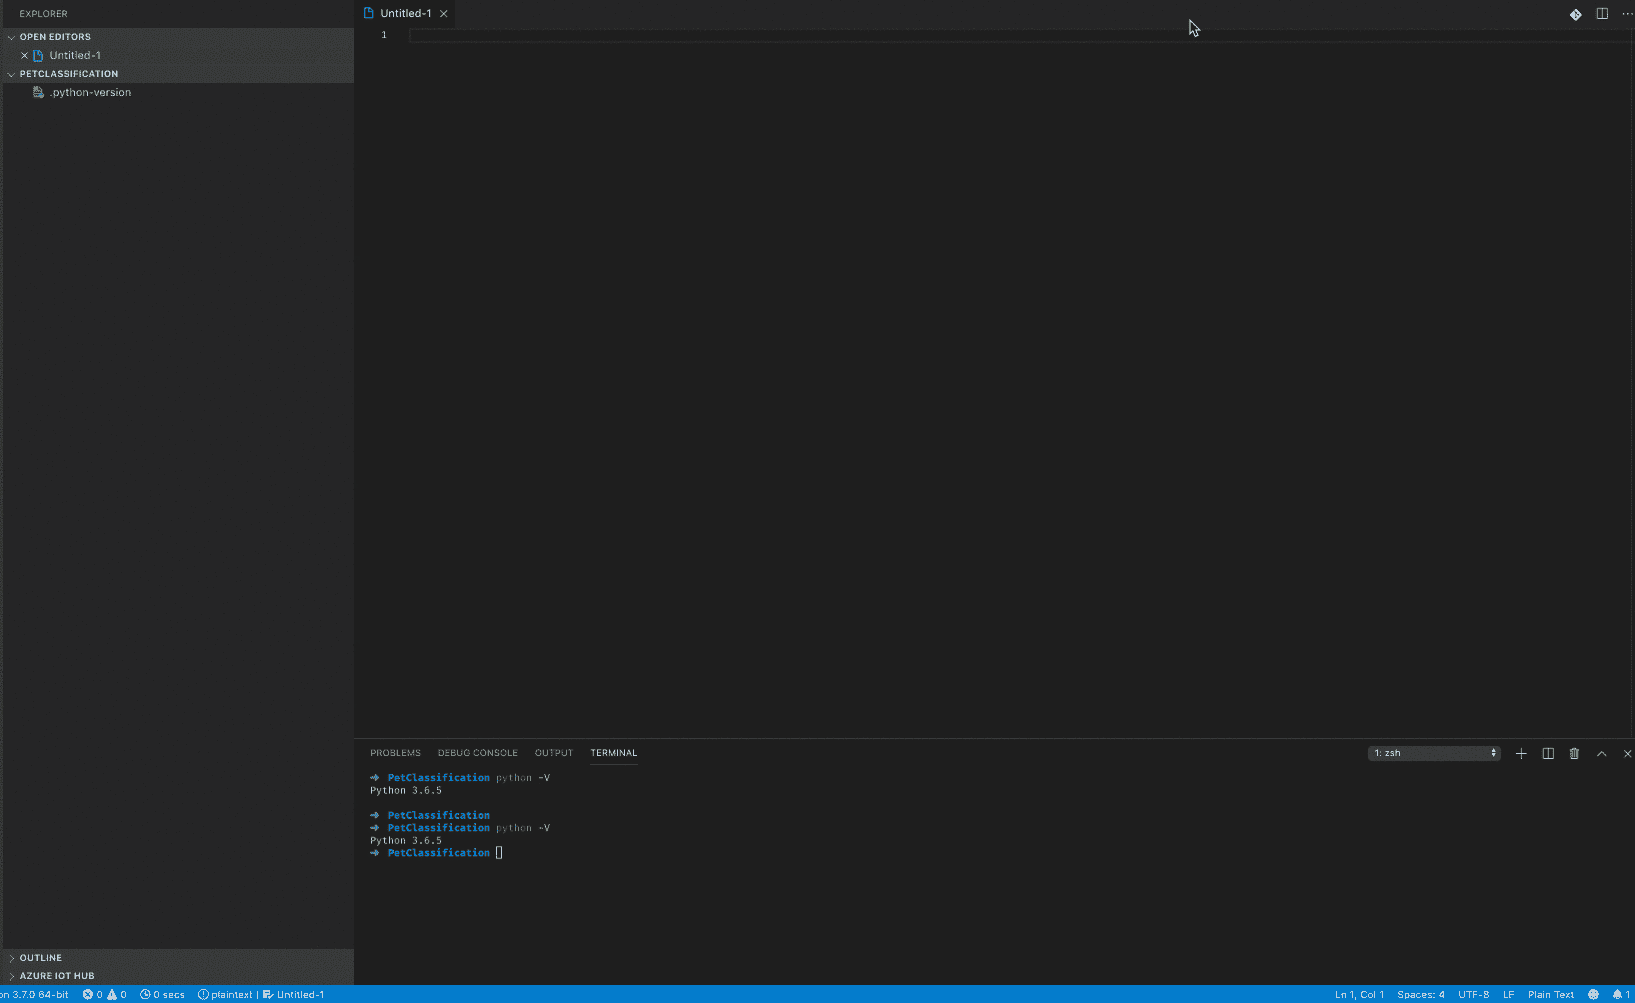 EXPLORER
OPEN EDITORS
Untitled-1
PETCLASSIFICATION
.python-version
OUTLINE
AZURE IOT HUB
Untitled-1
1
PROBLEMS DEBUG CONSOLE OUTPUT TERMINAL 1: zsh
PetClassification python -V
Python 3.6.5
PetClassification
PetClassification python -V
Python 3.6.5
PetClassification
on 3.7.0 64-bit 0 0 0 secs plaintext | Untitled-1 Ln 1, Col 1 Spaces: 4 UTF-8 LF Plain Text 1